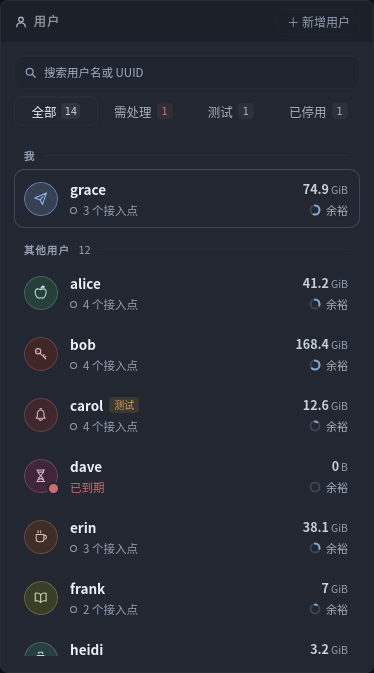 用户
＋ 新增用户
搜索用户名或 UUID
全部 14 需处理 1 测试 1 已停用 1
我
grace 74.9 GiB
3 个接入点 余裕
其他用户 12
alice 41.2 GiB
4 个接入点 余裕
bob 168.4 GiB
4 个接入点 余裕
carol 测试 12.6 GiB
4 个接入点 余裕
dave 0 B
已到期 余裕
erin 38.1 GiB
3 个接入点 余裕
frank 7 GiB
2 个接入点 余裕
heidi 3.2 GiB